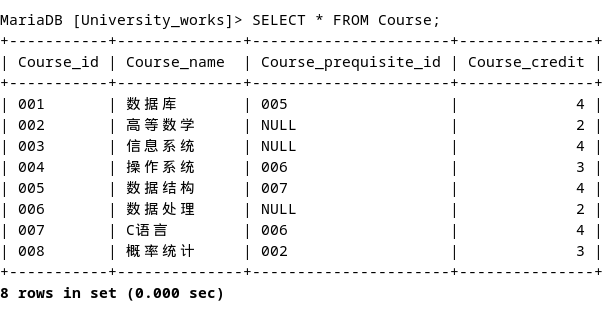 MariaDB [University_works]> SELECT * FROM Course;
+-----------+--------------+----------------------+---------------+
| Course_id | Course_name  | Course_prequisite_id | Course_credit |
+-----------+--------------+----------------------+---------------+
| 001       | 数据库       | 005                  |             4 |
| 002       | 高等数学     | NULL                 |             2 |
| 003       | 信息系统     | NULL                 |             4 |
| 004       | 操作系统     | 006                  |             3 |
| 005       | 数据结构     | 007                  |             4 |
| 006       | 数据处理     | NULL                 |             2 |
| 007       | C语言        | 006                  |             4 |
| 008       | 概率统计     | 002                  |             3 |
+-----------+--------------+----------------------+---------------+
8 rows in set (0.000 sec)